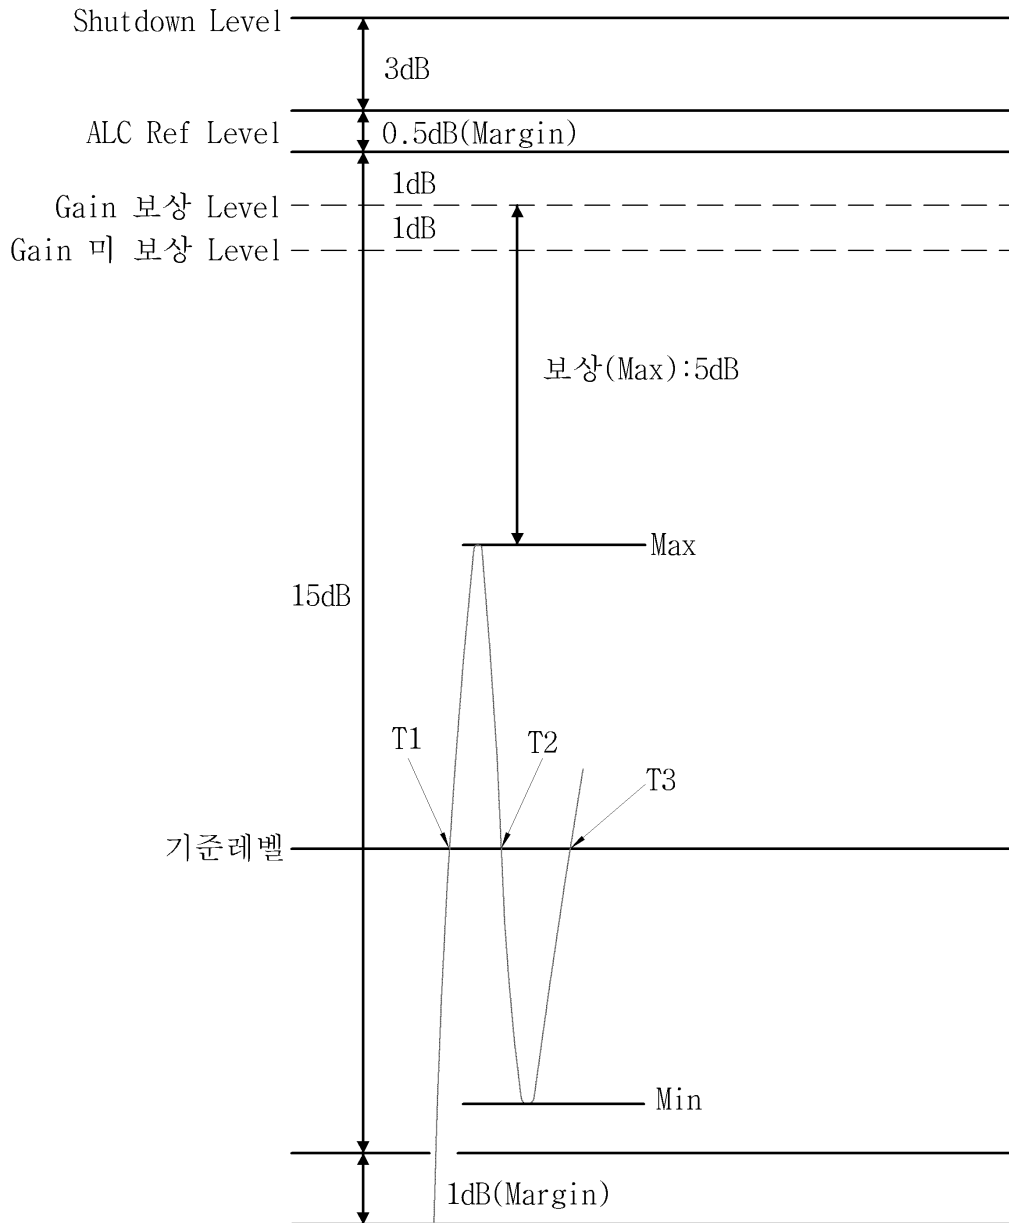 Shutdown Level
3dB
ALC Ref Level
0.5dB(Margin)
1dB
Gain 보상 Level
1dB
Gain 미 보상 Level
보상(Max):5dB
Max
15dB
T1
T2
T3
기준레벨
Min
1dB(Margin)